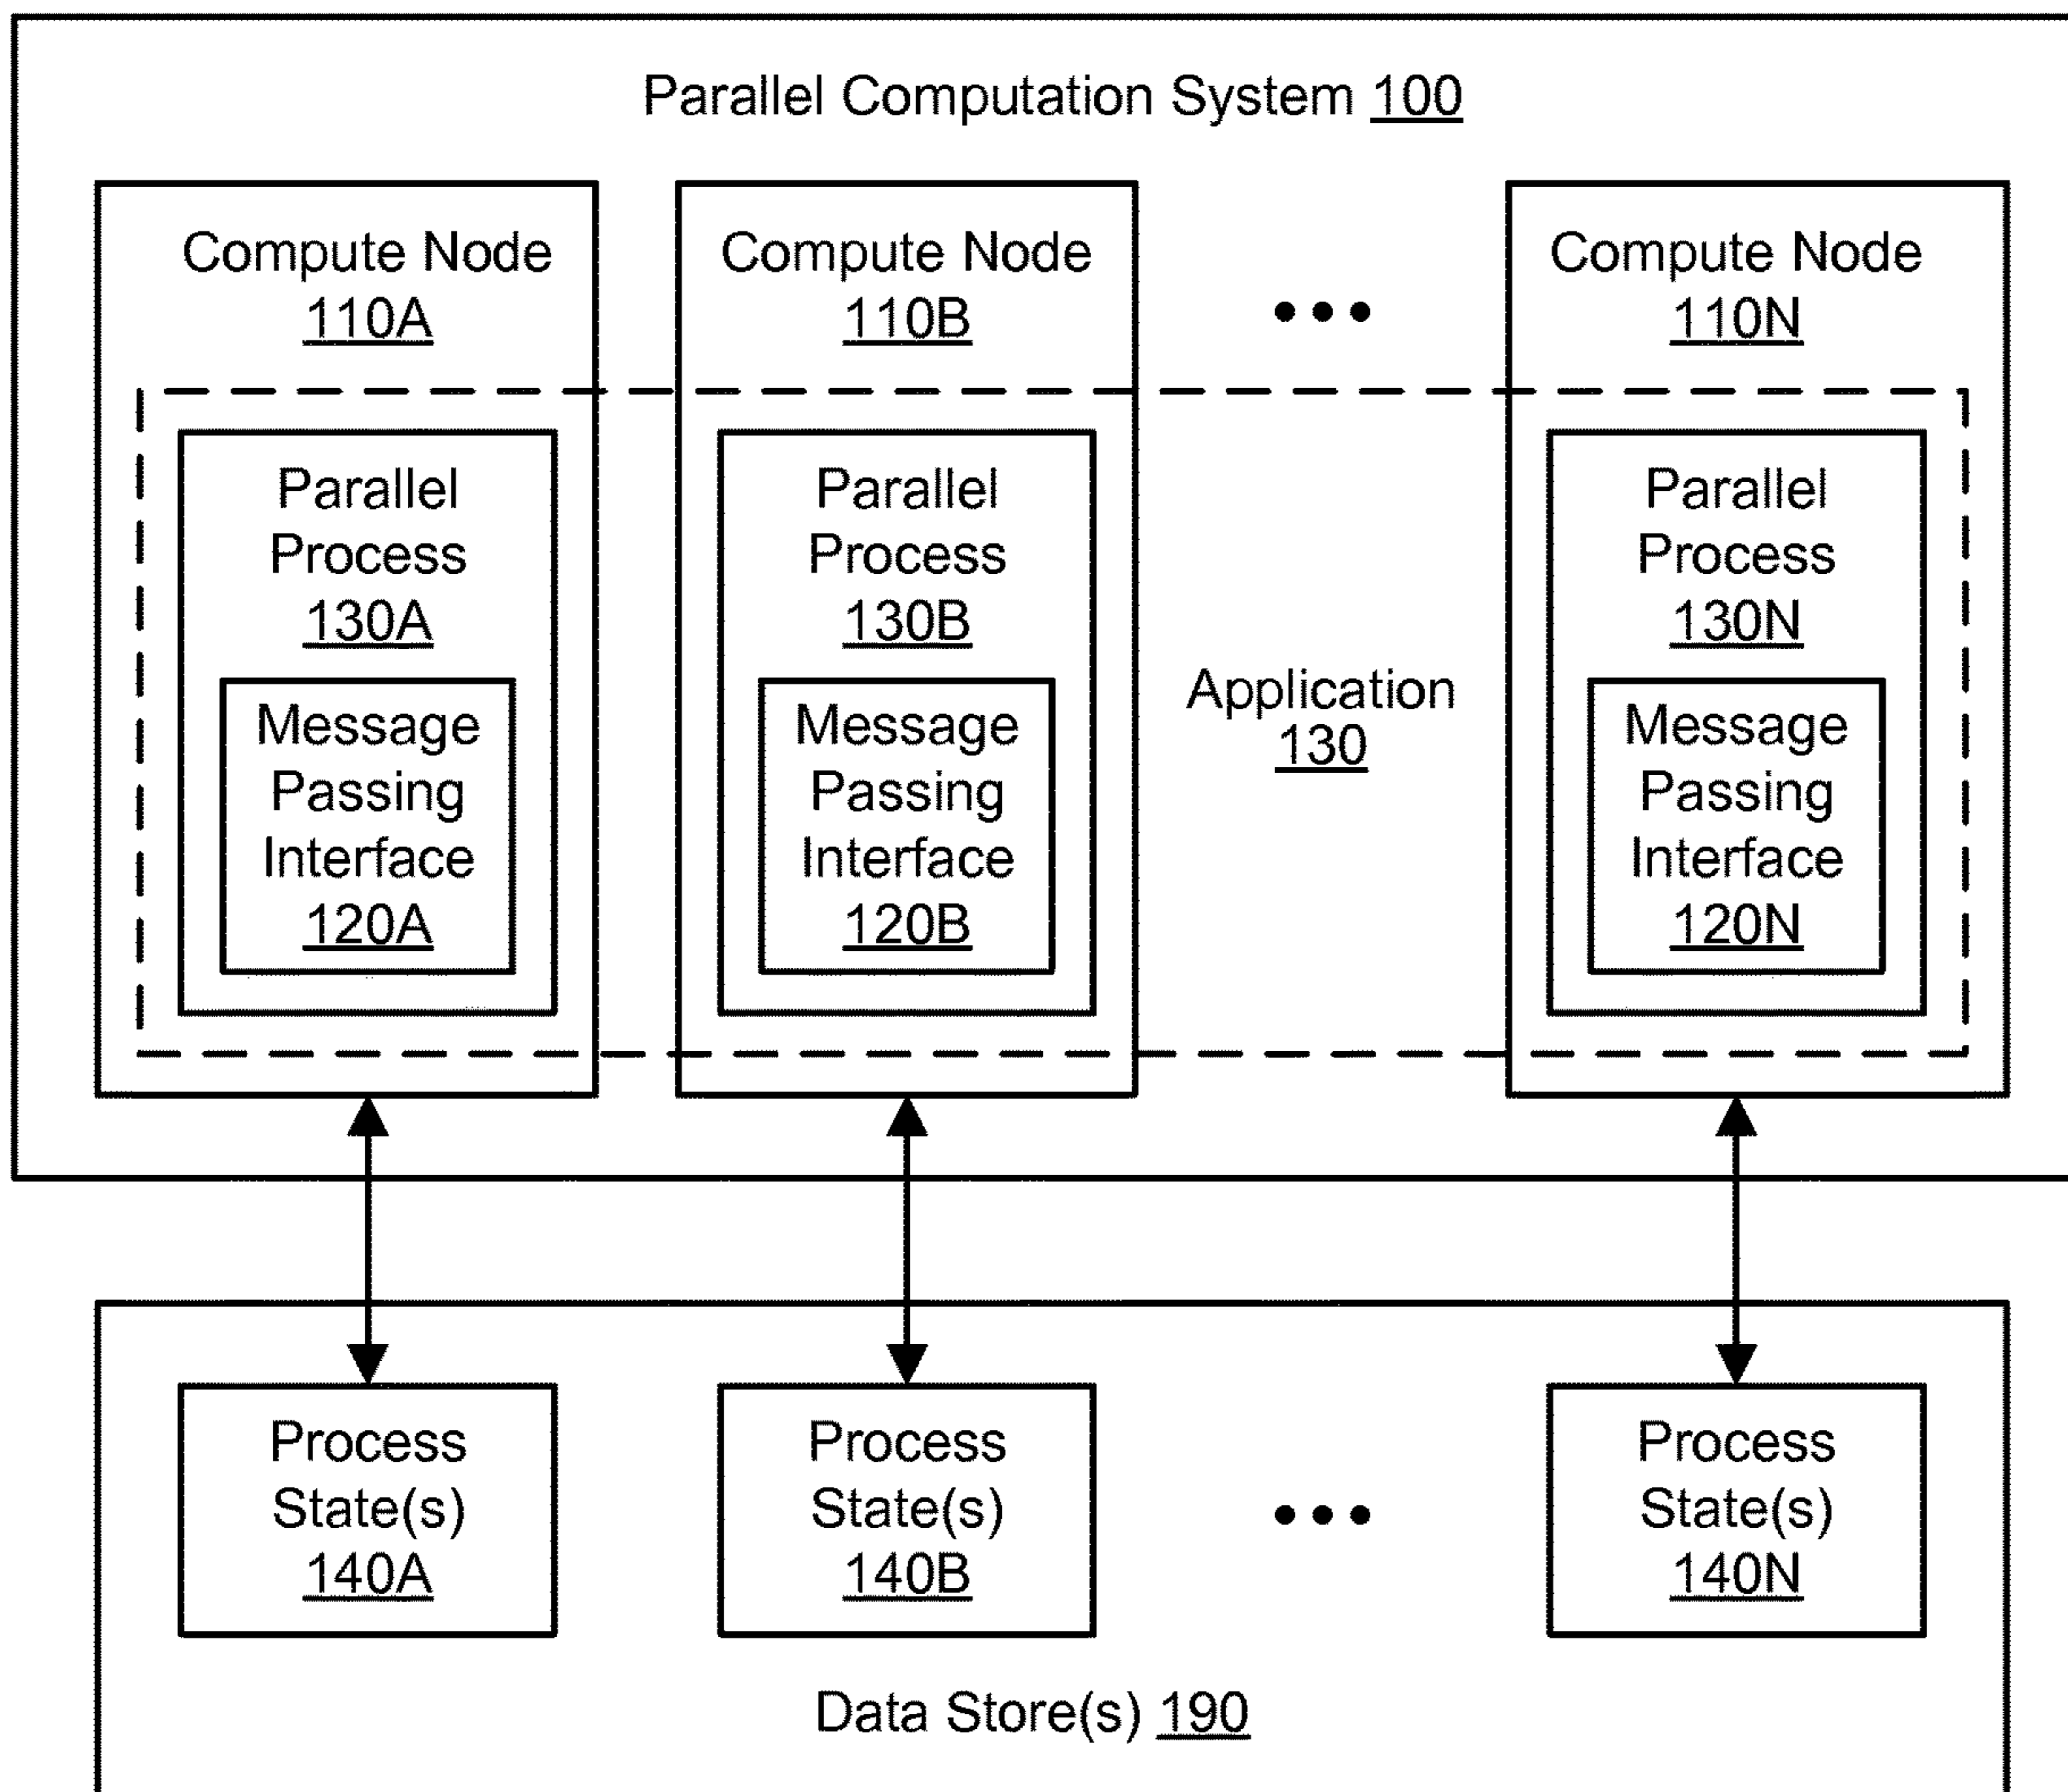 Parallel Computation System 100
Compute Node
110A
Compute Node
110B
Compute Node
110N
Parallel
Process
130A
Message
Passing
Interface
120A
Parallel
Process
130B
Message
Passing
Interface
120B
Application
130
Parallel
Process
130N
Message
Passing
Interface
120N
Process
State(s)
140A
Process
State(s)
140B
Process
State(s)
140N
Data Store(s) 190